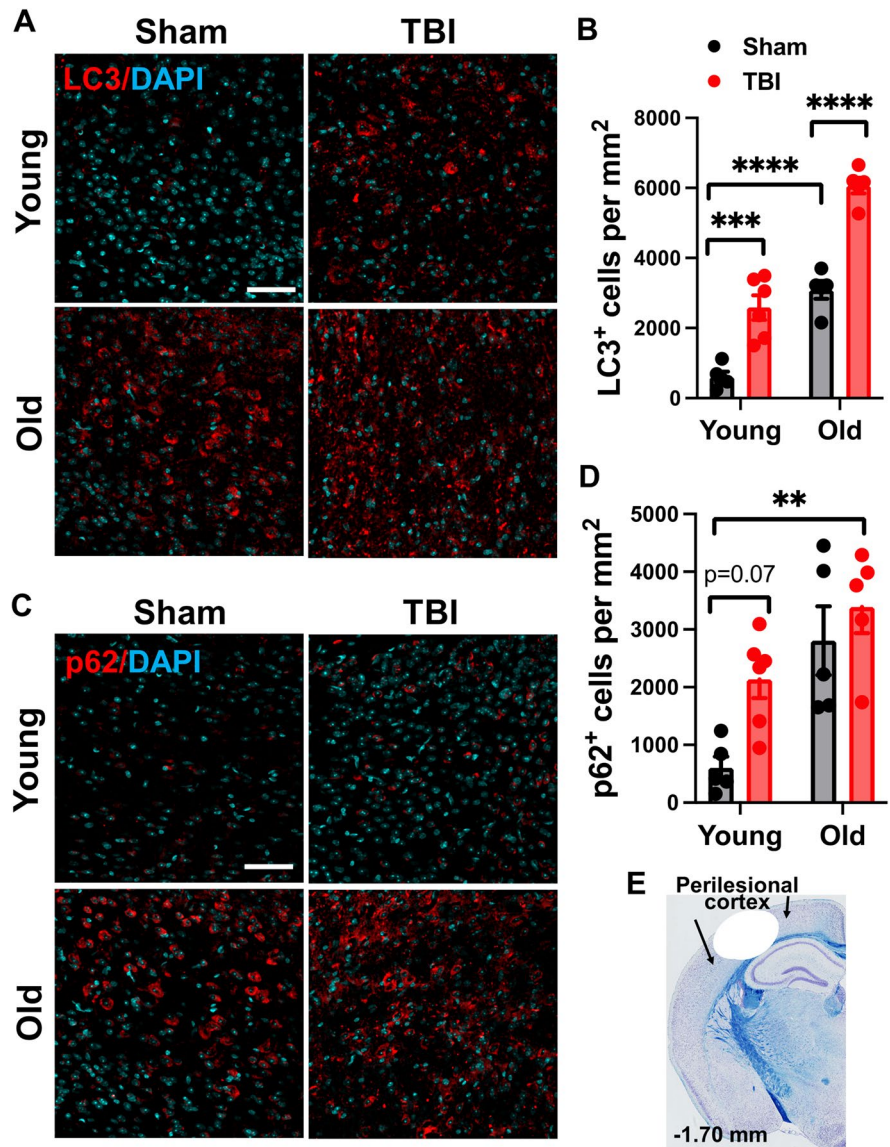 A
Sham
TBI
LC3/DAPI
Young
Old
B
Sham
TBI
LC3⁺ cells per mm²
8000
6000
4000
2000
0
****
****
***
Young
Old
C
Sham
TBI
p62/DAPI
Young
Old
D
p62⁺ cells per mm²
5000
4000
3000
2000
1000
0
**
p=0.07
Young
Old
E
Perilesional
cortex
-1.70 mm